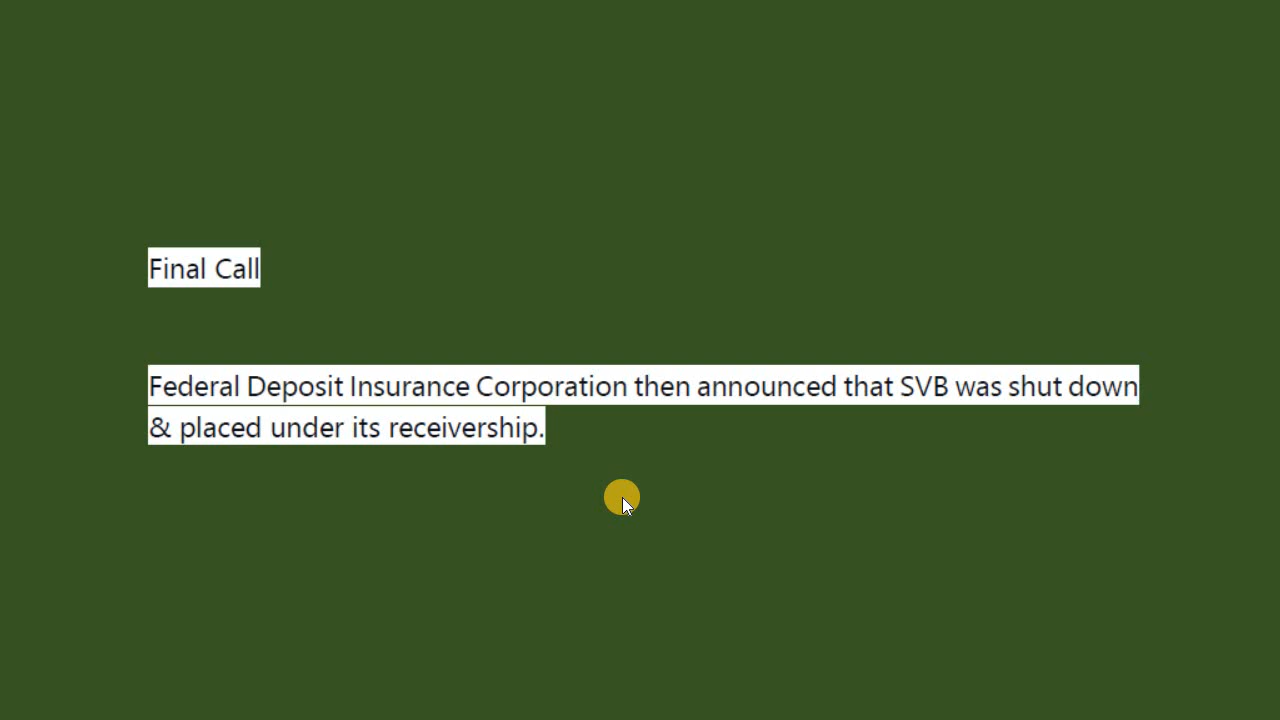 Final Call
Federal Deposit Insurance Corporation then announced that SVB was shut down
& placed under its receivership.